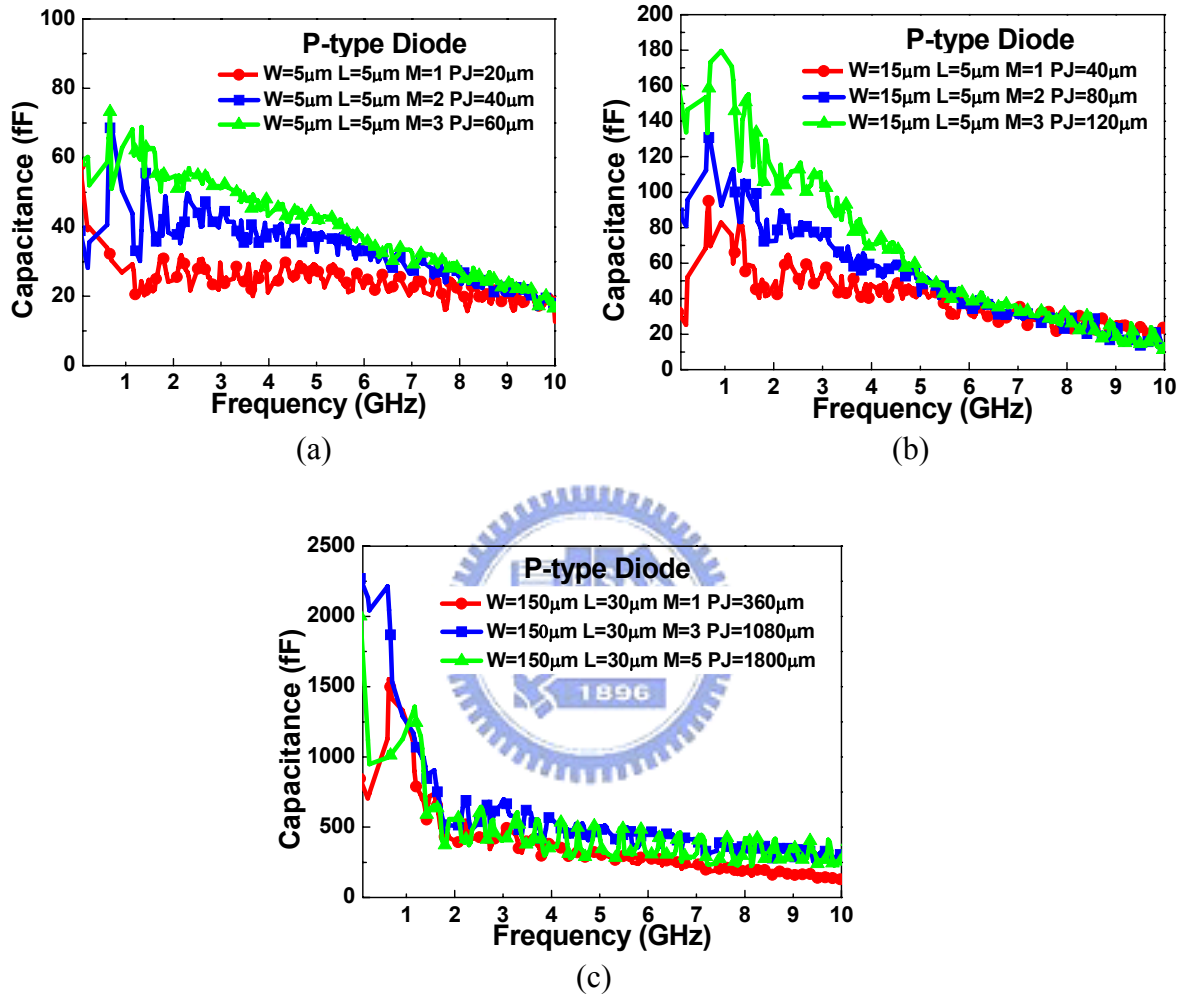 P-type Diode
W=5μm L=5μm M=1 PJ=20μm
W=5μm L=5μm M=2 PJ=40μm
W=5μm L=5μm M=3 PJ=60μm
Capacitance (fF)
100
80
60
40
20
0
1 2 3 4 5 6 7 8 9 10
Frequency (GHz)
(a)
P-type Diode
W=15μm L=5μm M=1 PJ=40μm
W=15μm L=5μm M=2 PJ=80μm
W=15μm L=5μm M=3 PJ=120μm
Capacitance (fF)
200
180
160
140
120
100
80
60
40
20
0
1 2 3 4 5 6 7 8 9 10
Frequency (GHz)
(b)
P-type Diode
W=150μm L=30μm M=1 PJ=360μm
W=150μm L=30μm M=3 PJ=1080μm
W=150μm L=30μm M=5 PJ=1800μm
1896
Capacitance (fF)
2500
2000
1500
1000
500
0
1 2 3 4 5 6 7 8 9 10
Frequency (GHz)
(c)